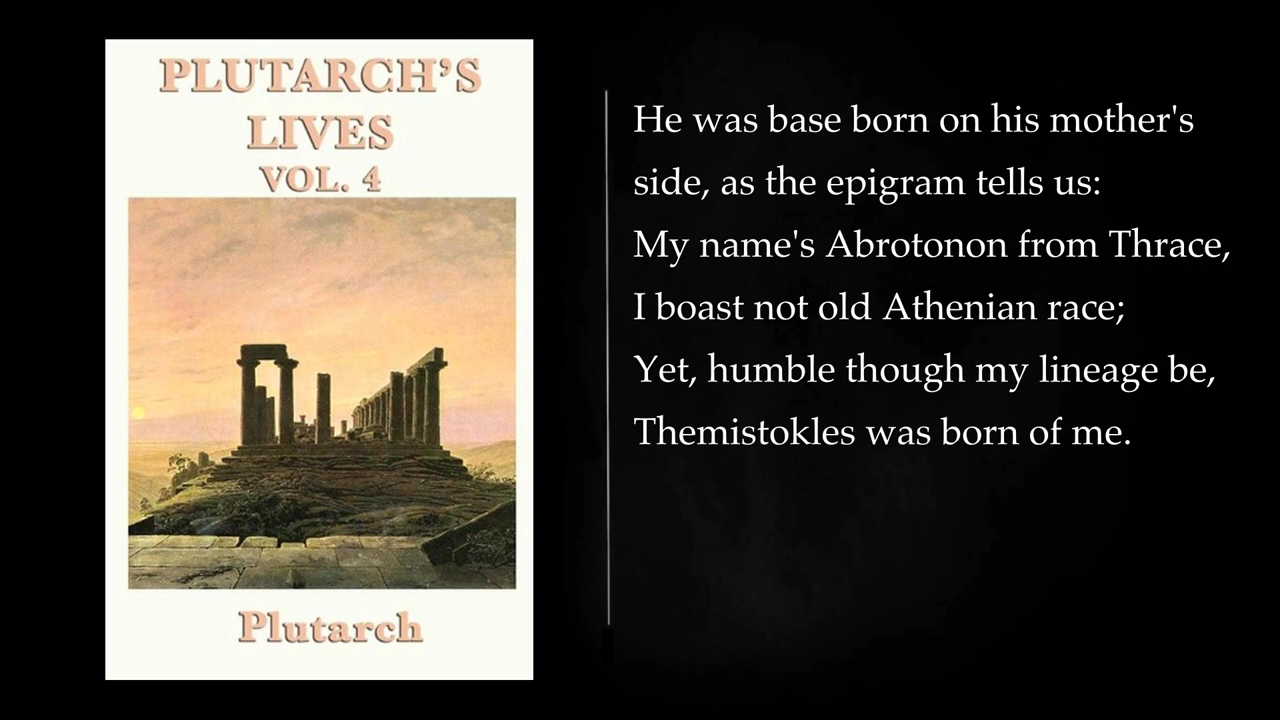 PLUTARCH'S
LIVES
VOL. 4
Plutarch
He was base born on his mother's
side, as the epigram tells us:
My name's Abrotonon from Thrace,
I boast not old Athenian race;
Yet, humble though my lineage be,
Themistokles was born of me.